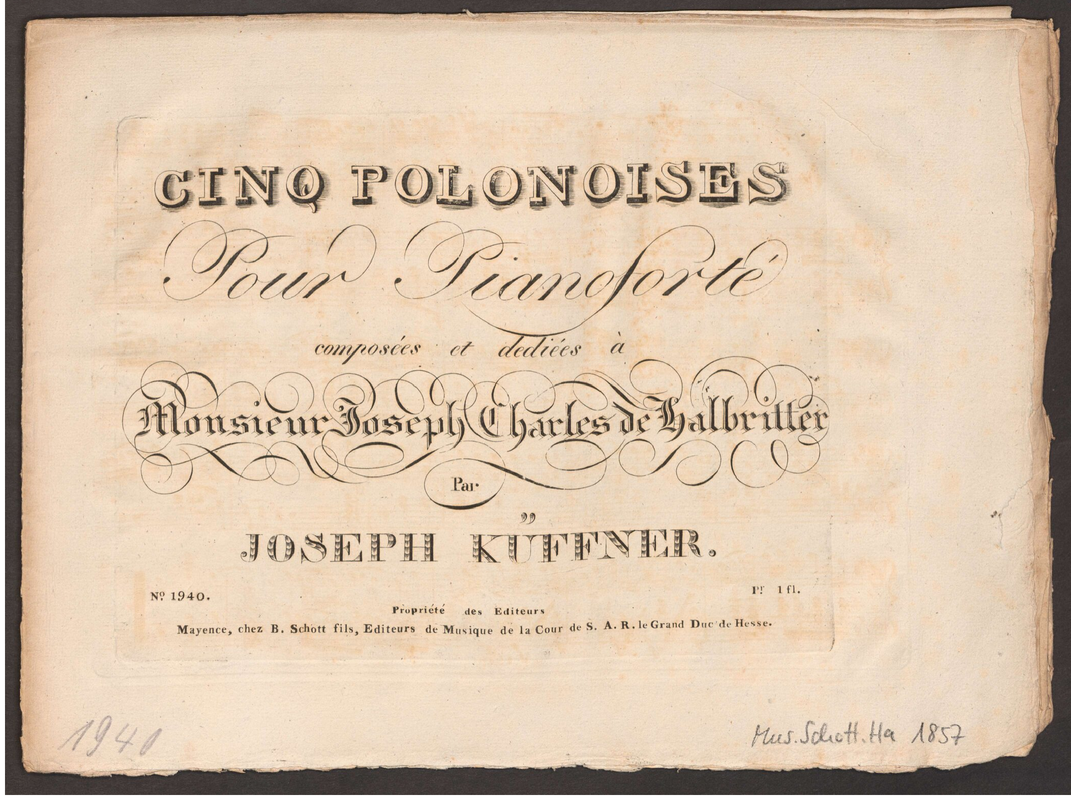 CINQ POLONOISES
Pour Pianoforté
composées et dediées à
Monsieur Joseph Charles de Halbritter
Par
JOSEPH KÜFFNER.
Nº 1940. Pr. 1 fl.
Propriété des Editeurs
Mayence, chez B. Schott fils, Editeurs de Musique de la Cour de S. A. R. le Grand Duc de Hesse.
1940 Mus. Schott. Ha 1857